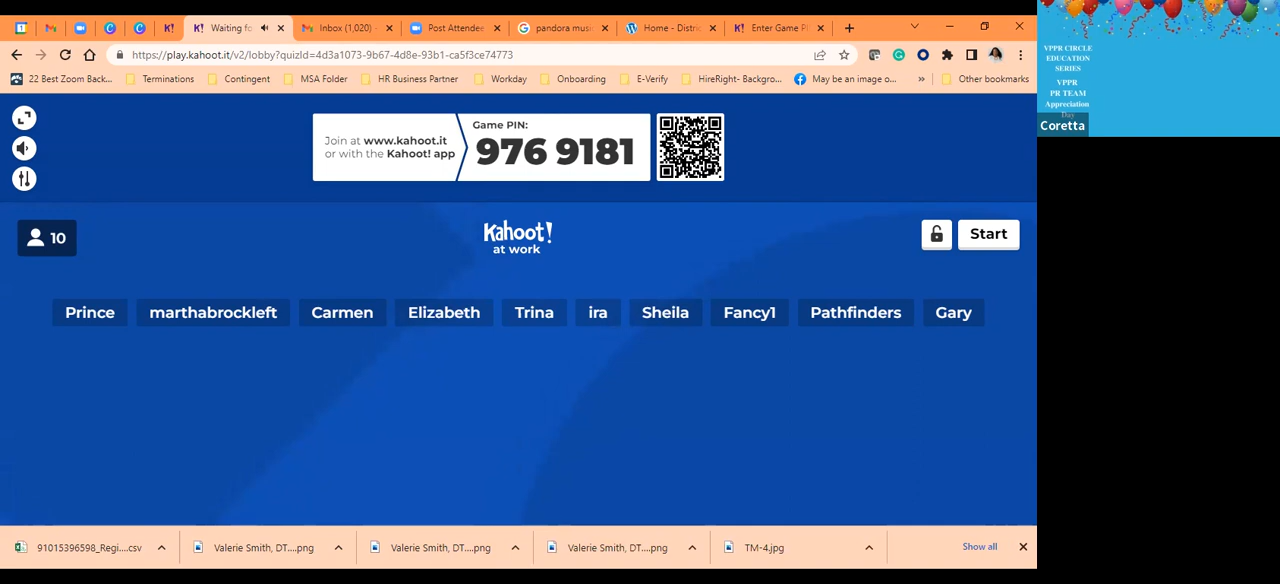 Waiting fo
Inbox (1,020)
Post Attendee
pandora musi
Home - Distric
Enter Game PI
https://play.kahoot.it/v2/lobby?quizId=4d3a1073-9b67-4d8e-93b1-ca5f3ce74773
22 Best Zoom Back...
Terminations
Contingent
MSA Folder
HR Business Partner
Workday
Onboarding
E-Verify
HireRight- Backgro...
May be an image o...
»
Other bookmarks
Join at www.kahoot.it
or with the Kahoot! app
Game PIN:
976 9181
10
Kahoot!
at work
Start
Prince
marthabrockleft
Carmen
Elizabeth
Trina
ira
Sheila
Fancy1
Pathfinders
Gary
91015396598_Regi....csv
Valerie Smith, DT....png
Valerie Smith, DT....png
Valerie Smith, DT....png
TM-4.jpg
Show all
VPPR CIRCLE
EDUCATION
SERIES
VPPR
PR TEAM
Appreciation
Day
Coretta